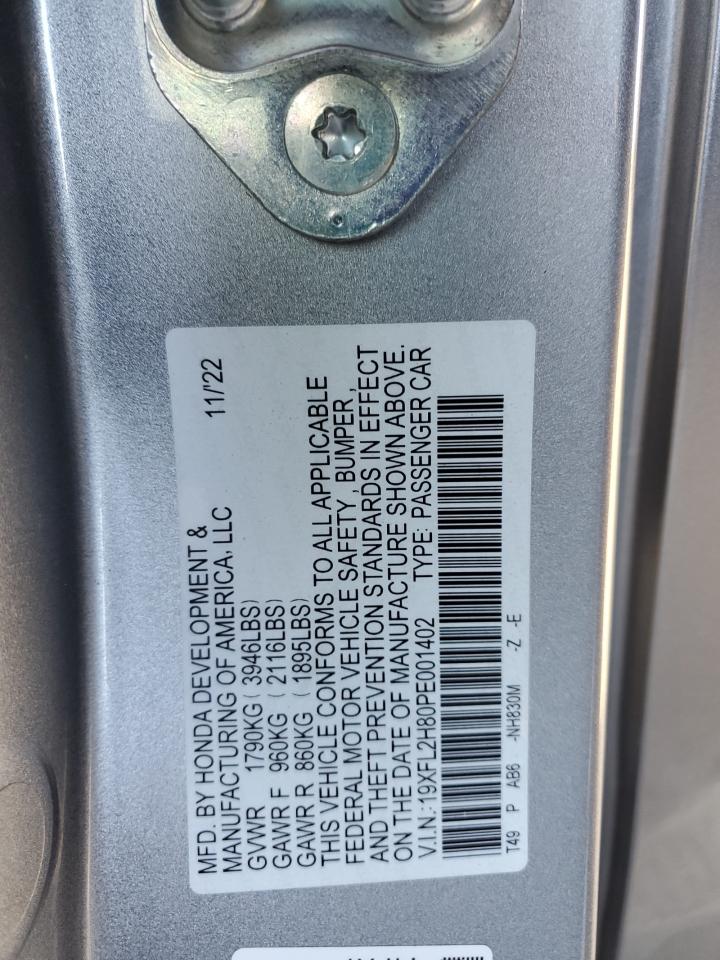 MFD. BY HONDA DEVELOPMENT &
MANUFACTURING OF AMERICA, LLC 11/'22
GVWR 1790KG ( 3946LBS)
GAWR F 960KG ( 2116LBS)
GAWR R 860KG ( 1895LBS)
THIS VEHICLE CONFORMS TO ALL APPLICABLE
FEDERAL MOTOR VEHICLE SAFETY, BUMPER,
AND THEFT PREVENTION STANDARDS IN EFFECT
ON THE DATE OF MANUFACTURE SHOWN ABOVE.
V.I.N.:19XFL2H80PE001402 TYPE: PASSENGER CAR
T49 P AB6 -NH830M -Z -E